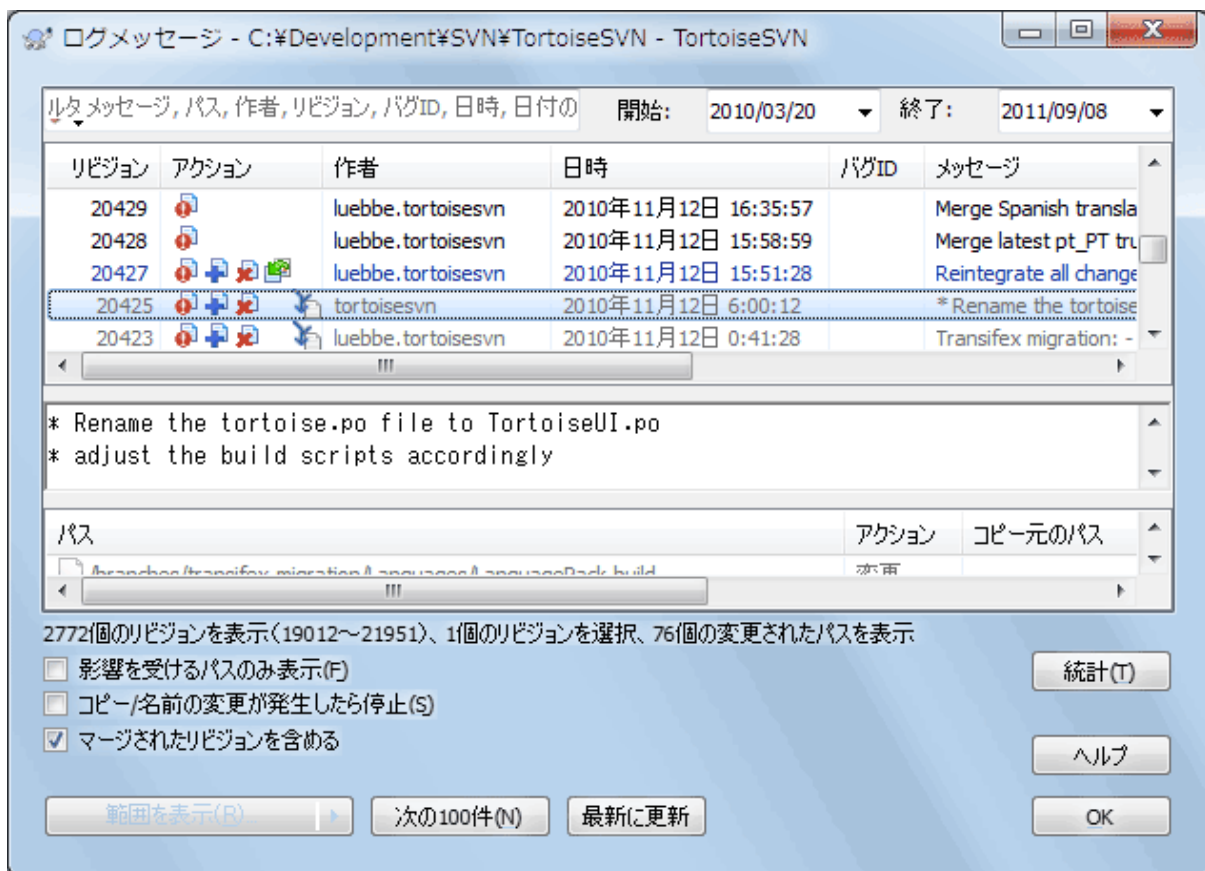 ログメッセージ - C:¥Development¥SVN¥TortoiseSVN - TortoiseSVN
ルタ メッセージ, パス, 作者, リビジョン, バグID, 日時, 日付の 開始: 2010/03/20 終了: 2011/09/08
リビジョン アクション 作者 日時 バグID メッセージ
20429 luebbe.tortoisesvn 2010年11月12日 16:35:57 Merge Spanish transla
20428 luebbe.tortoisesvn 2010年11月12日 15:58:59 Merge latest pt_PT tru
20427 luebbe.tortoisesvn 2010年11月12日 15:51:28 Reintegrate all change
20425 tortoisesvn 2010年11月12日 6:00:12 * Rename the tortoise
20423 luebbe.tortoisesvn 2010年11月12日 0:41:28 Transifex migration: -
* Rename the tortoise.po file to TortoiseUI.po
* adjust the build scripts accordingly
パス アクション コピー元のパス
/branches/transifex-migration/Languages/LanguagePack.build 変更
2772個のリビジョンを表示(19012～21951)、1個のリビジョンを選択、76個の変更されたパスを表示
影響を受けるパスのみ表示(F)
統計(T)
コピー/名前の変更が発生したら停止(S)
マージされたリビジョンを含める
ヘルプ
範囲を表示(R)... 次の100件(N) 最新に更新 OK